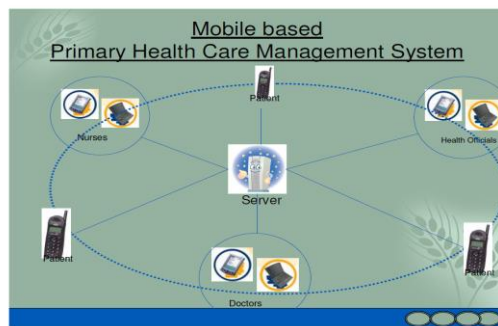 Mobile based
Primary Health Care Management System
Patient
Nurses
Health Officials
Server
Patient
Patient
Doctors